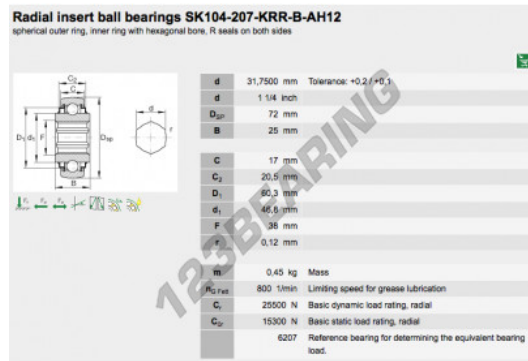 Radial insert ball bearings SK104-207-KRR-B-AH12
spherical outer ring, inner ring with hexagonal bore, R seals on both sides
C2
C
D1 d1 F
DSP
B
d
r
d 31,7500 mm Tolerance: +0,2 / +0,1
d 1 1/4 inch
DSP 72 mm
B 25 mm
C 17 mm
C2 20,5 mm
D1 60,3 mm
d1 46,8 mm
F 38 mm
r 0,12 mm
m 0,45 kg Mass
nG Fett 800 1/min Limiting speed for grease lubrication
Cr 25500 N Basic dynamic load rating, radial
C0r 15300 N Basic static load rating, radial
6207 Reference bearing for determining the equivalent bearing
load.
123BEARING